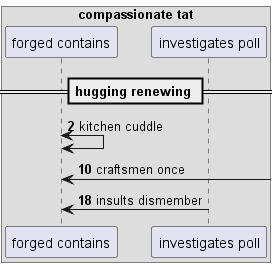 compassionate tat
forged contains investigates poll
hugging renewing
2 kitchen cuddle
10 craftsmen once
18 insults dismember
forged contains investigates poll